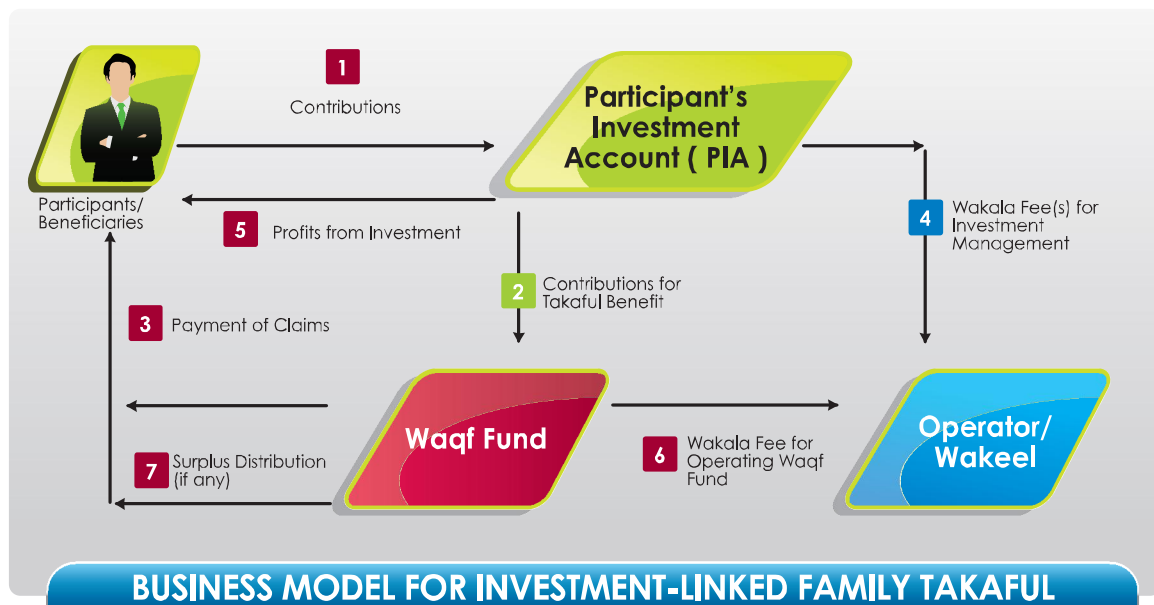 1
Contributions
Participant's
Investment
Account ( PIA )
Participants/
Beneficiaries
5 Profits from Investment
4 Wakala Fee(s) for
Investment
Management
2 Contributions for
Takaful Benefit
3 Payment of Claims
Waqf Fund
Operator/
Wakeel
6 Wakala Fee for
Operating Waqf
Fund
7 Surplus Distribution
(if any)
BUSINESS MODEL FOR INVESTMENT-LINKED FAMILY TAKAFUL